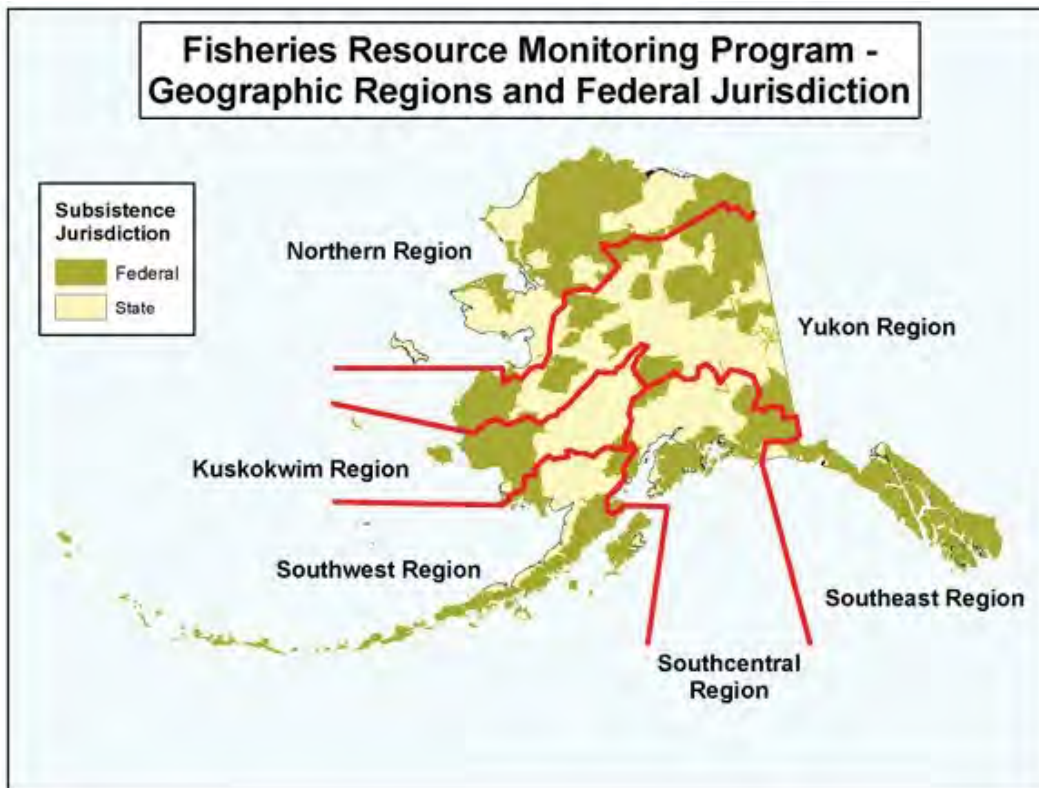 Fisheries Resource Monitoring Program -
Geographic Regions and Federal Jurisdiction
Subsistence
Jurisdiction
Federal
State
Northern Region
Yukon Region
Kuskokwim Region
Southwest Region
Southeast Region
Southcentral
Region